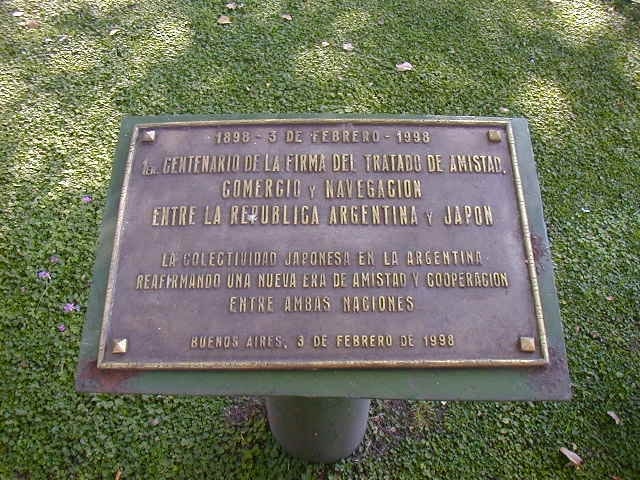 1898 - 3 DE FEBRERO - 1998
1er. CENTENARIO DE LA FIRMA DEL TRATADO DE AMISTAD,
COMERCIO Y NAVEGACION
ENTRE LA REPUBLICA ARGENTINA Y JAPON
LA COLECTIVIDAD JAPONESA EN LA ARGENTINA
REAFIRMANDO UNA NUEVA ERA DE AMISTAD Y COOPERACION
ENTRE AMBAS NACIONES
BUENOS AIRES, 3 DE FEBRERO DE 1998